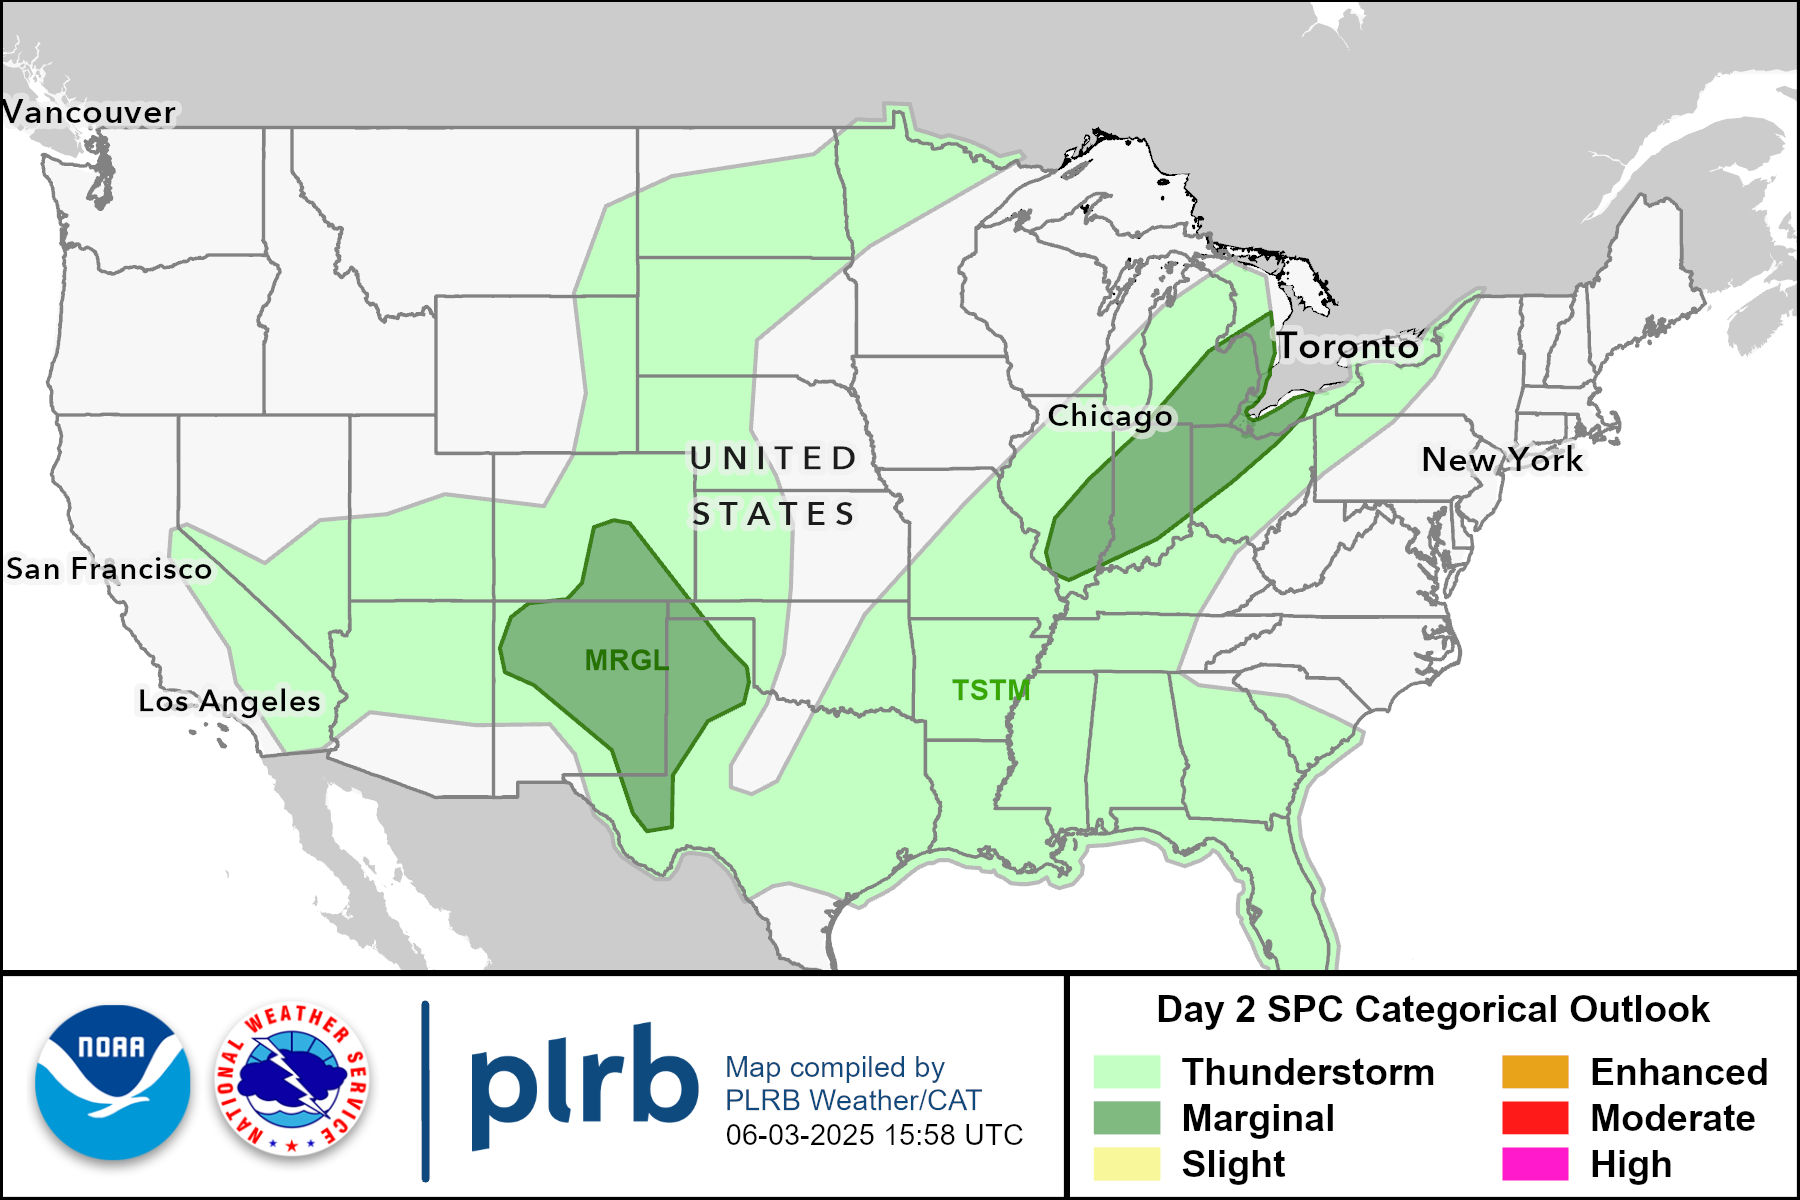 Vancouver
Toronto
Chicago
UNITED
STATES
New York
San Francisco
MRGL
TSTM
Los Angeles
NOAA
NATIONAL WEATHER SERVICE
plrb
Map compiled by
PLRB Weather/CAT
06-03-2025 15:58 UTC
Day 2 SPC Categorical Outlook
Thunderstorm
Marginal
Slight
Enhanced
Moderate
High